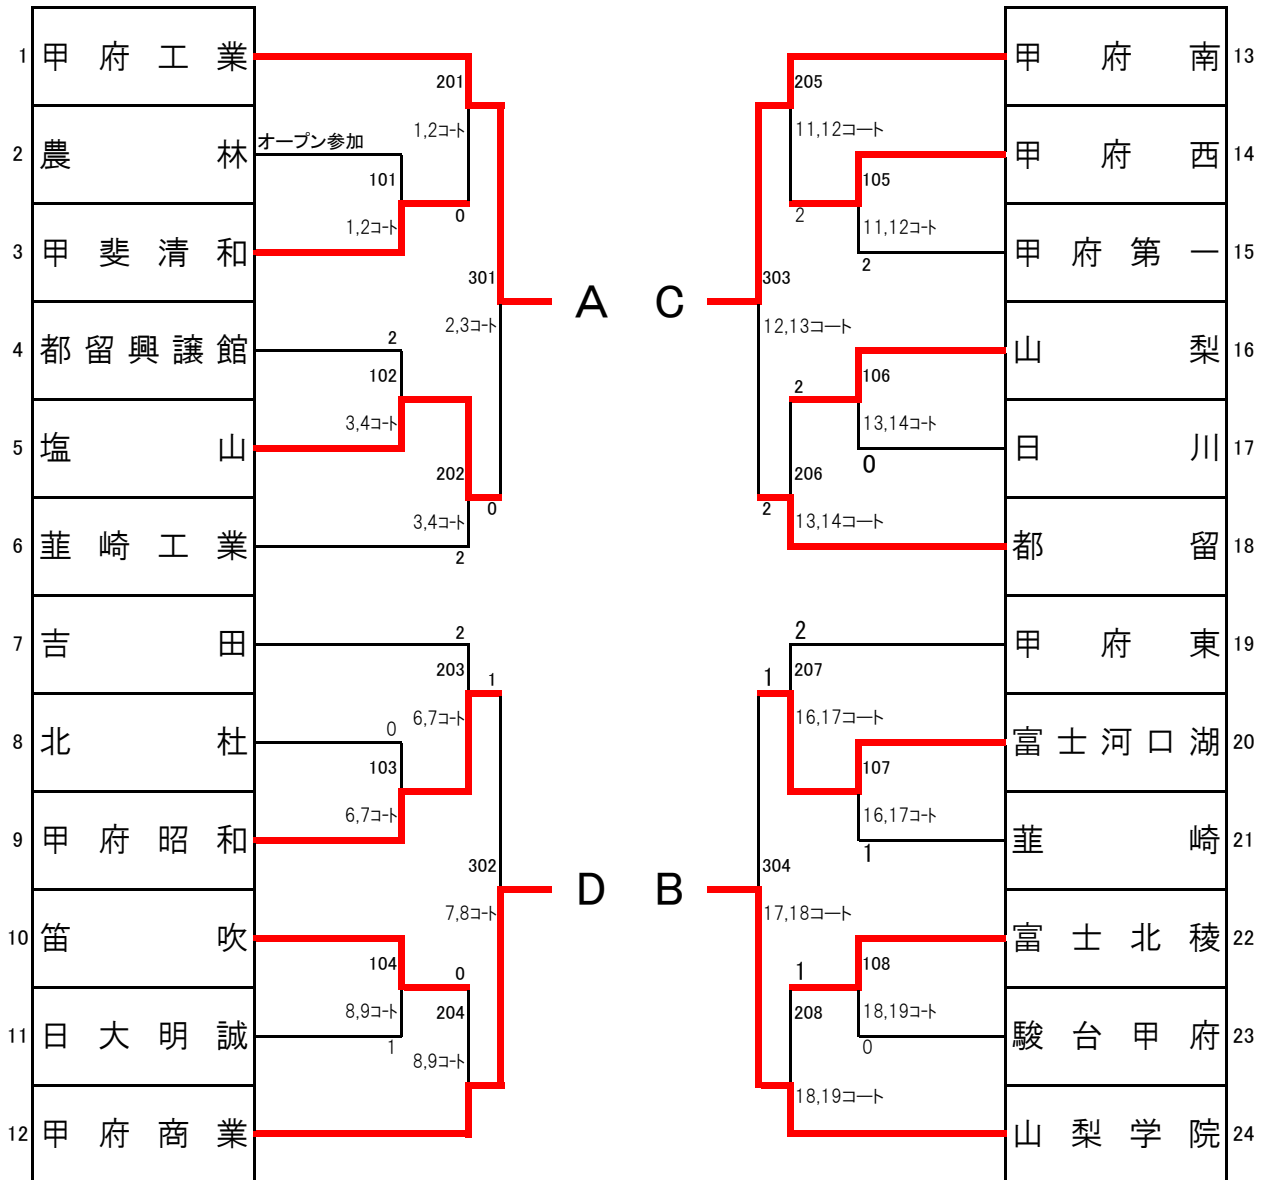 1 甲府工業
201
1,2コート
2 農林
オープン参加
101
1,2コート
0
3 甲斐清和
301
A
2,3コート
4 都留興譲館
2
102
3,4コート
5 塩山
202
0
3,4コート
6 韮崎工業
2
7 吉田
2
203
1
6,7コート
8 北杜
0
103
6,7コート
9 甲府昭和
302
D
7,8コート
10 笛吹
104
0
8,9コート
204
11 日大明誠
1
8,9コート
12 甲府商業
甲府南 13
205
11,12コート
甲府西 14
105
2
11,12コート
甲府第一 15
2
303
C
12,13コート
山梨 16
106
2
13,14コート
日川 17
0
206
2
13,14コート
都留 18
甲府東 19
2
207
1
16,17コート
富士河口湖 20
107
16,17コート
韮崎 21
1
304
B
17,18コート
富士北稜 22
108
1
18,19コート
208
駿台甲府 23
0
18,19コート
山梨学院 24